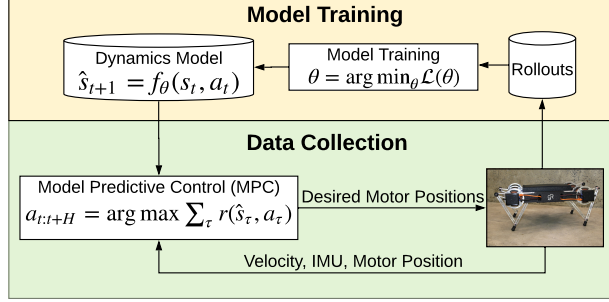 Model Training
Dynamics Model
ŝ_{t+1} = f_θ(s_t, a_t)
Model Training
θ = arg min_θ ℒ(θ)
Rollouts
Data Collection
Model Predictive Control (MPC)
a_{t:t+H} = arg max ∑_τ r(ŝ_τ, a_τ)
Desired Motor Positions
Velocity, IMU, Motor Position